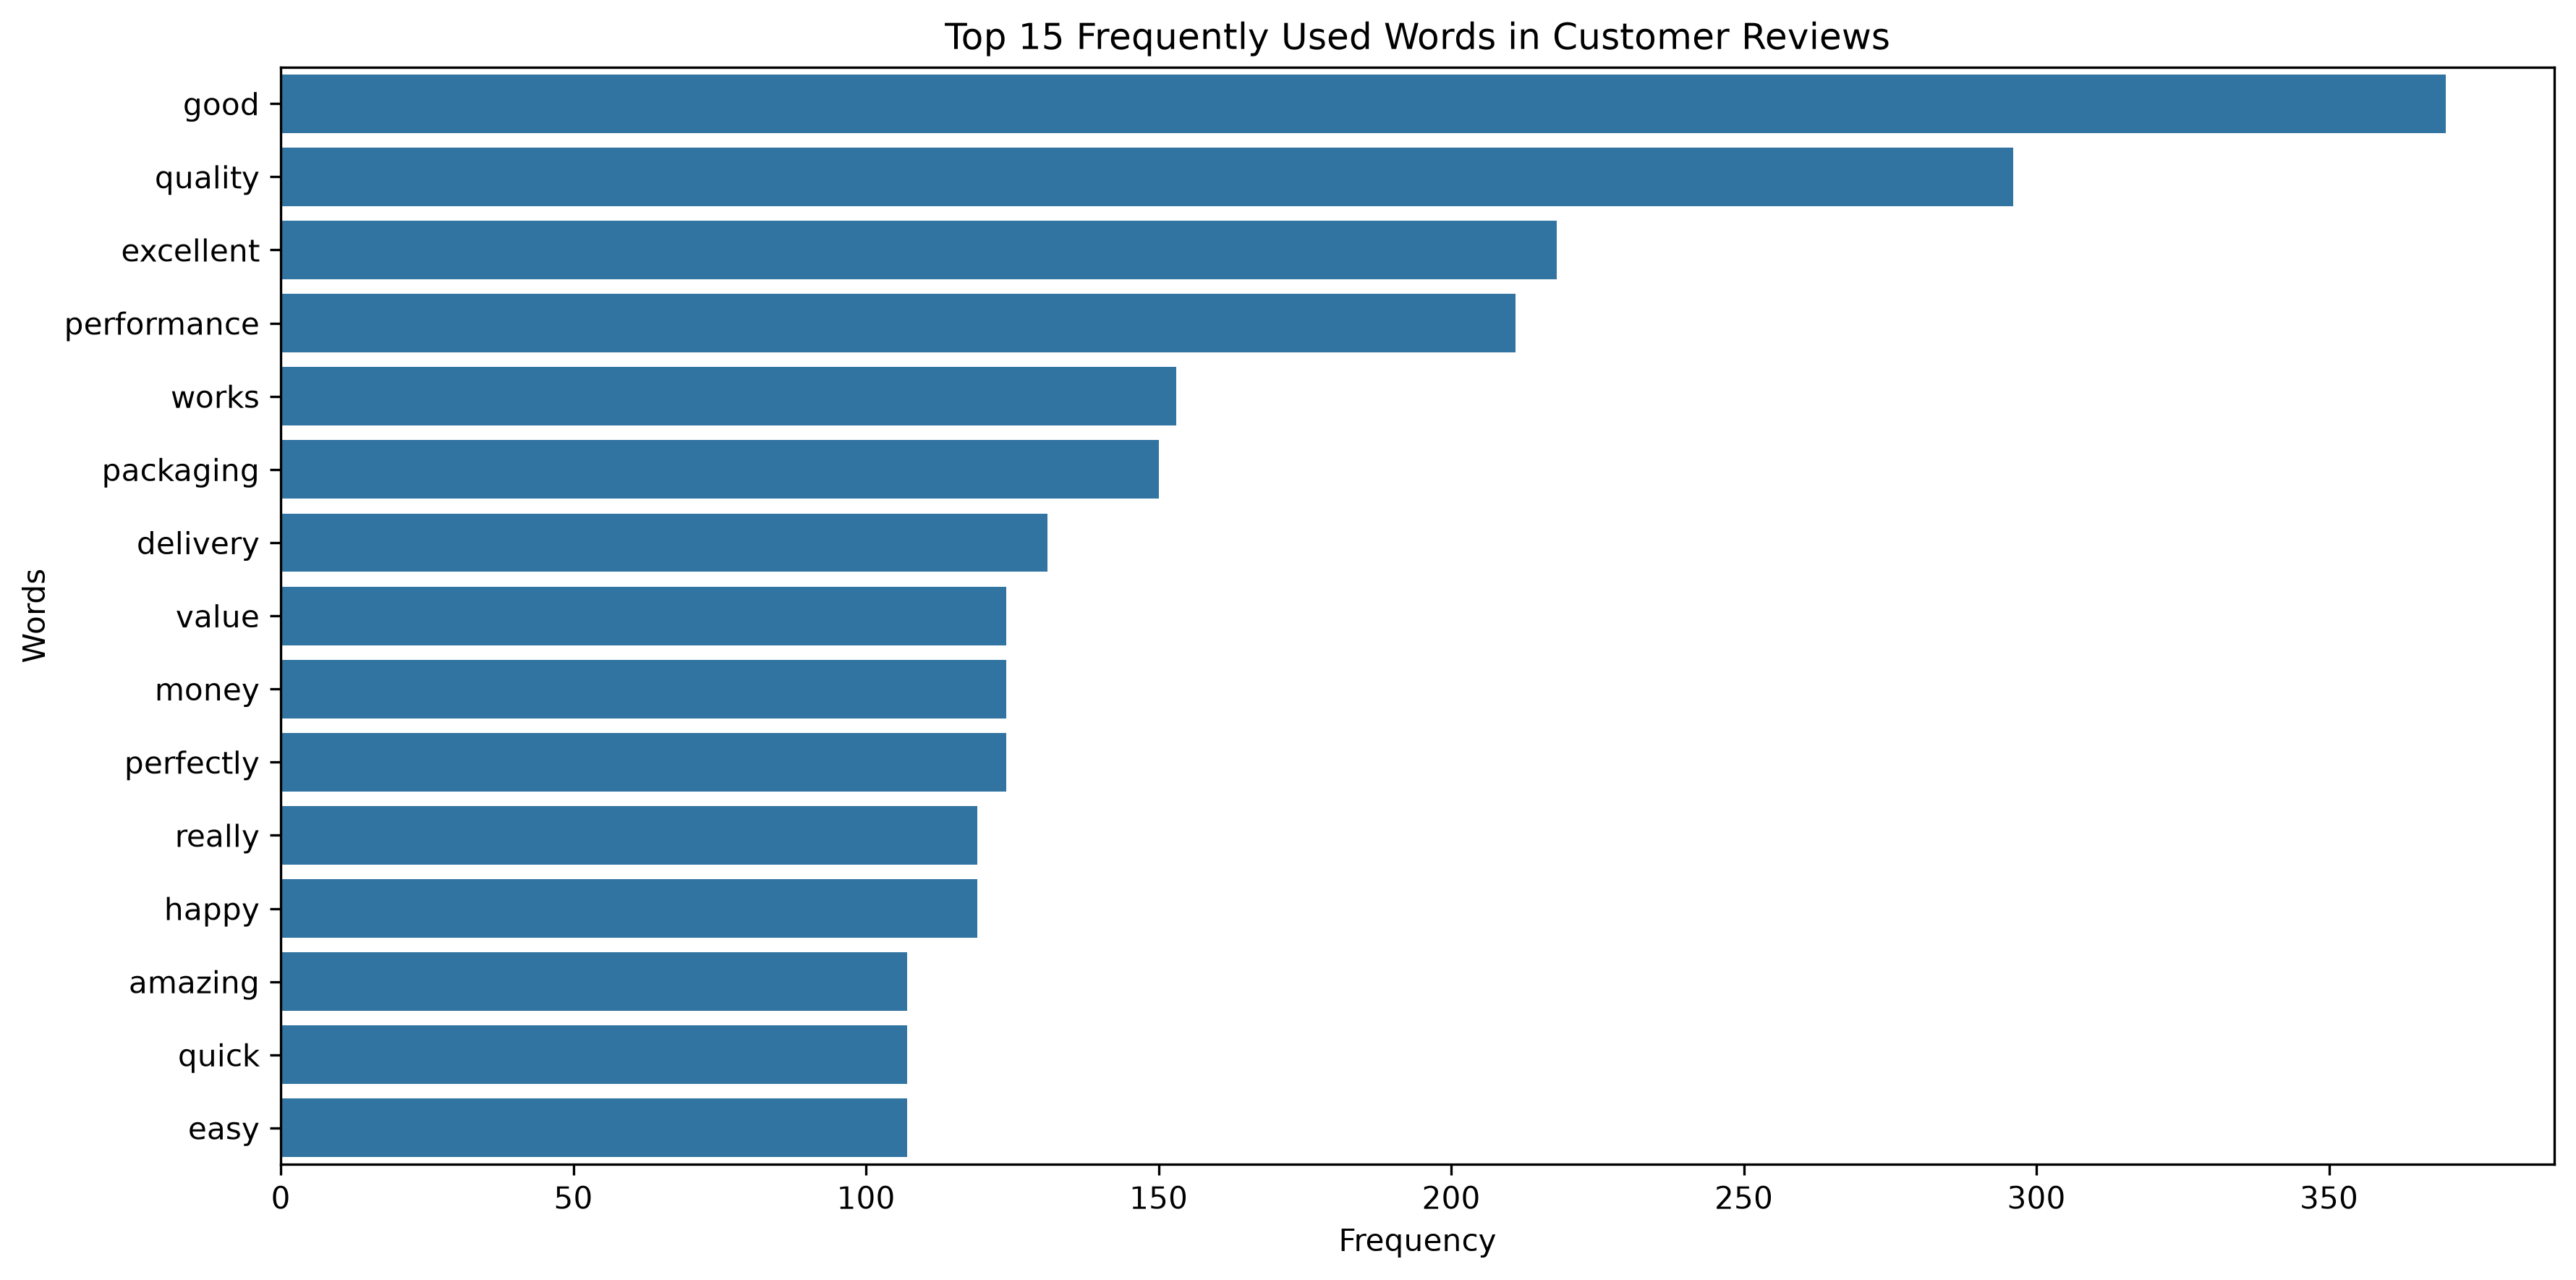 Top 15 Frequently Used Words in Customer Reviews
good
quality
excellent
performance
works
packaging
delivery
value
money
perfectly
really
happy
amazing
quick
easy
Words
0 50 100 150 200 250 300 350
Frequency